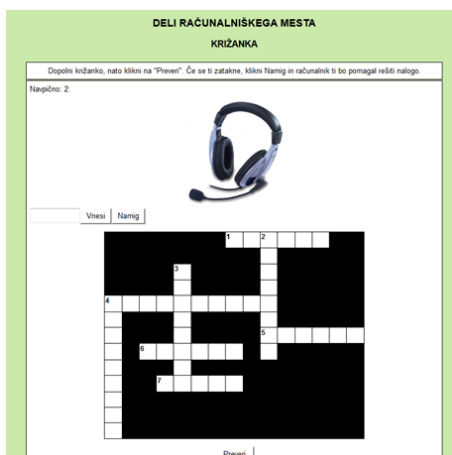 DELI RAČUNALNIŠKEGA MESTA
KRIŽANKA
Dopolni križanko, nato klikni na "Preveri". Če se ti zatakne, klikni Namig in računalnik ti bo pomagal rešiti nalogo.
Navpično: 2:
Vnesi Namig
1 2
3
4
5
6
7
Preveri